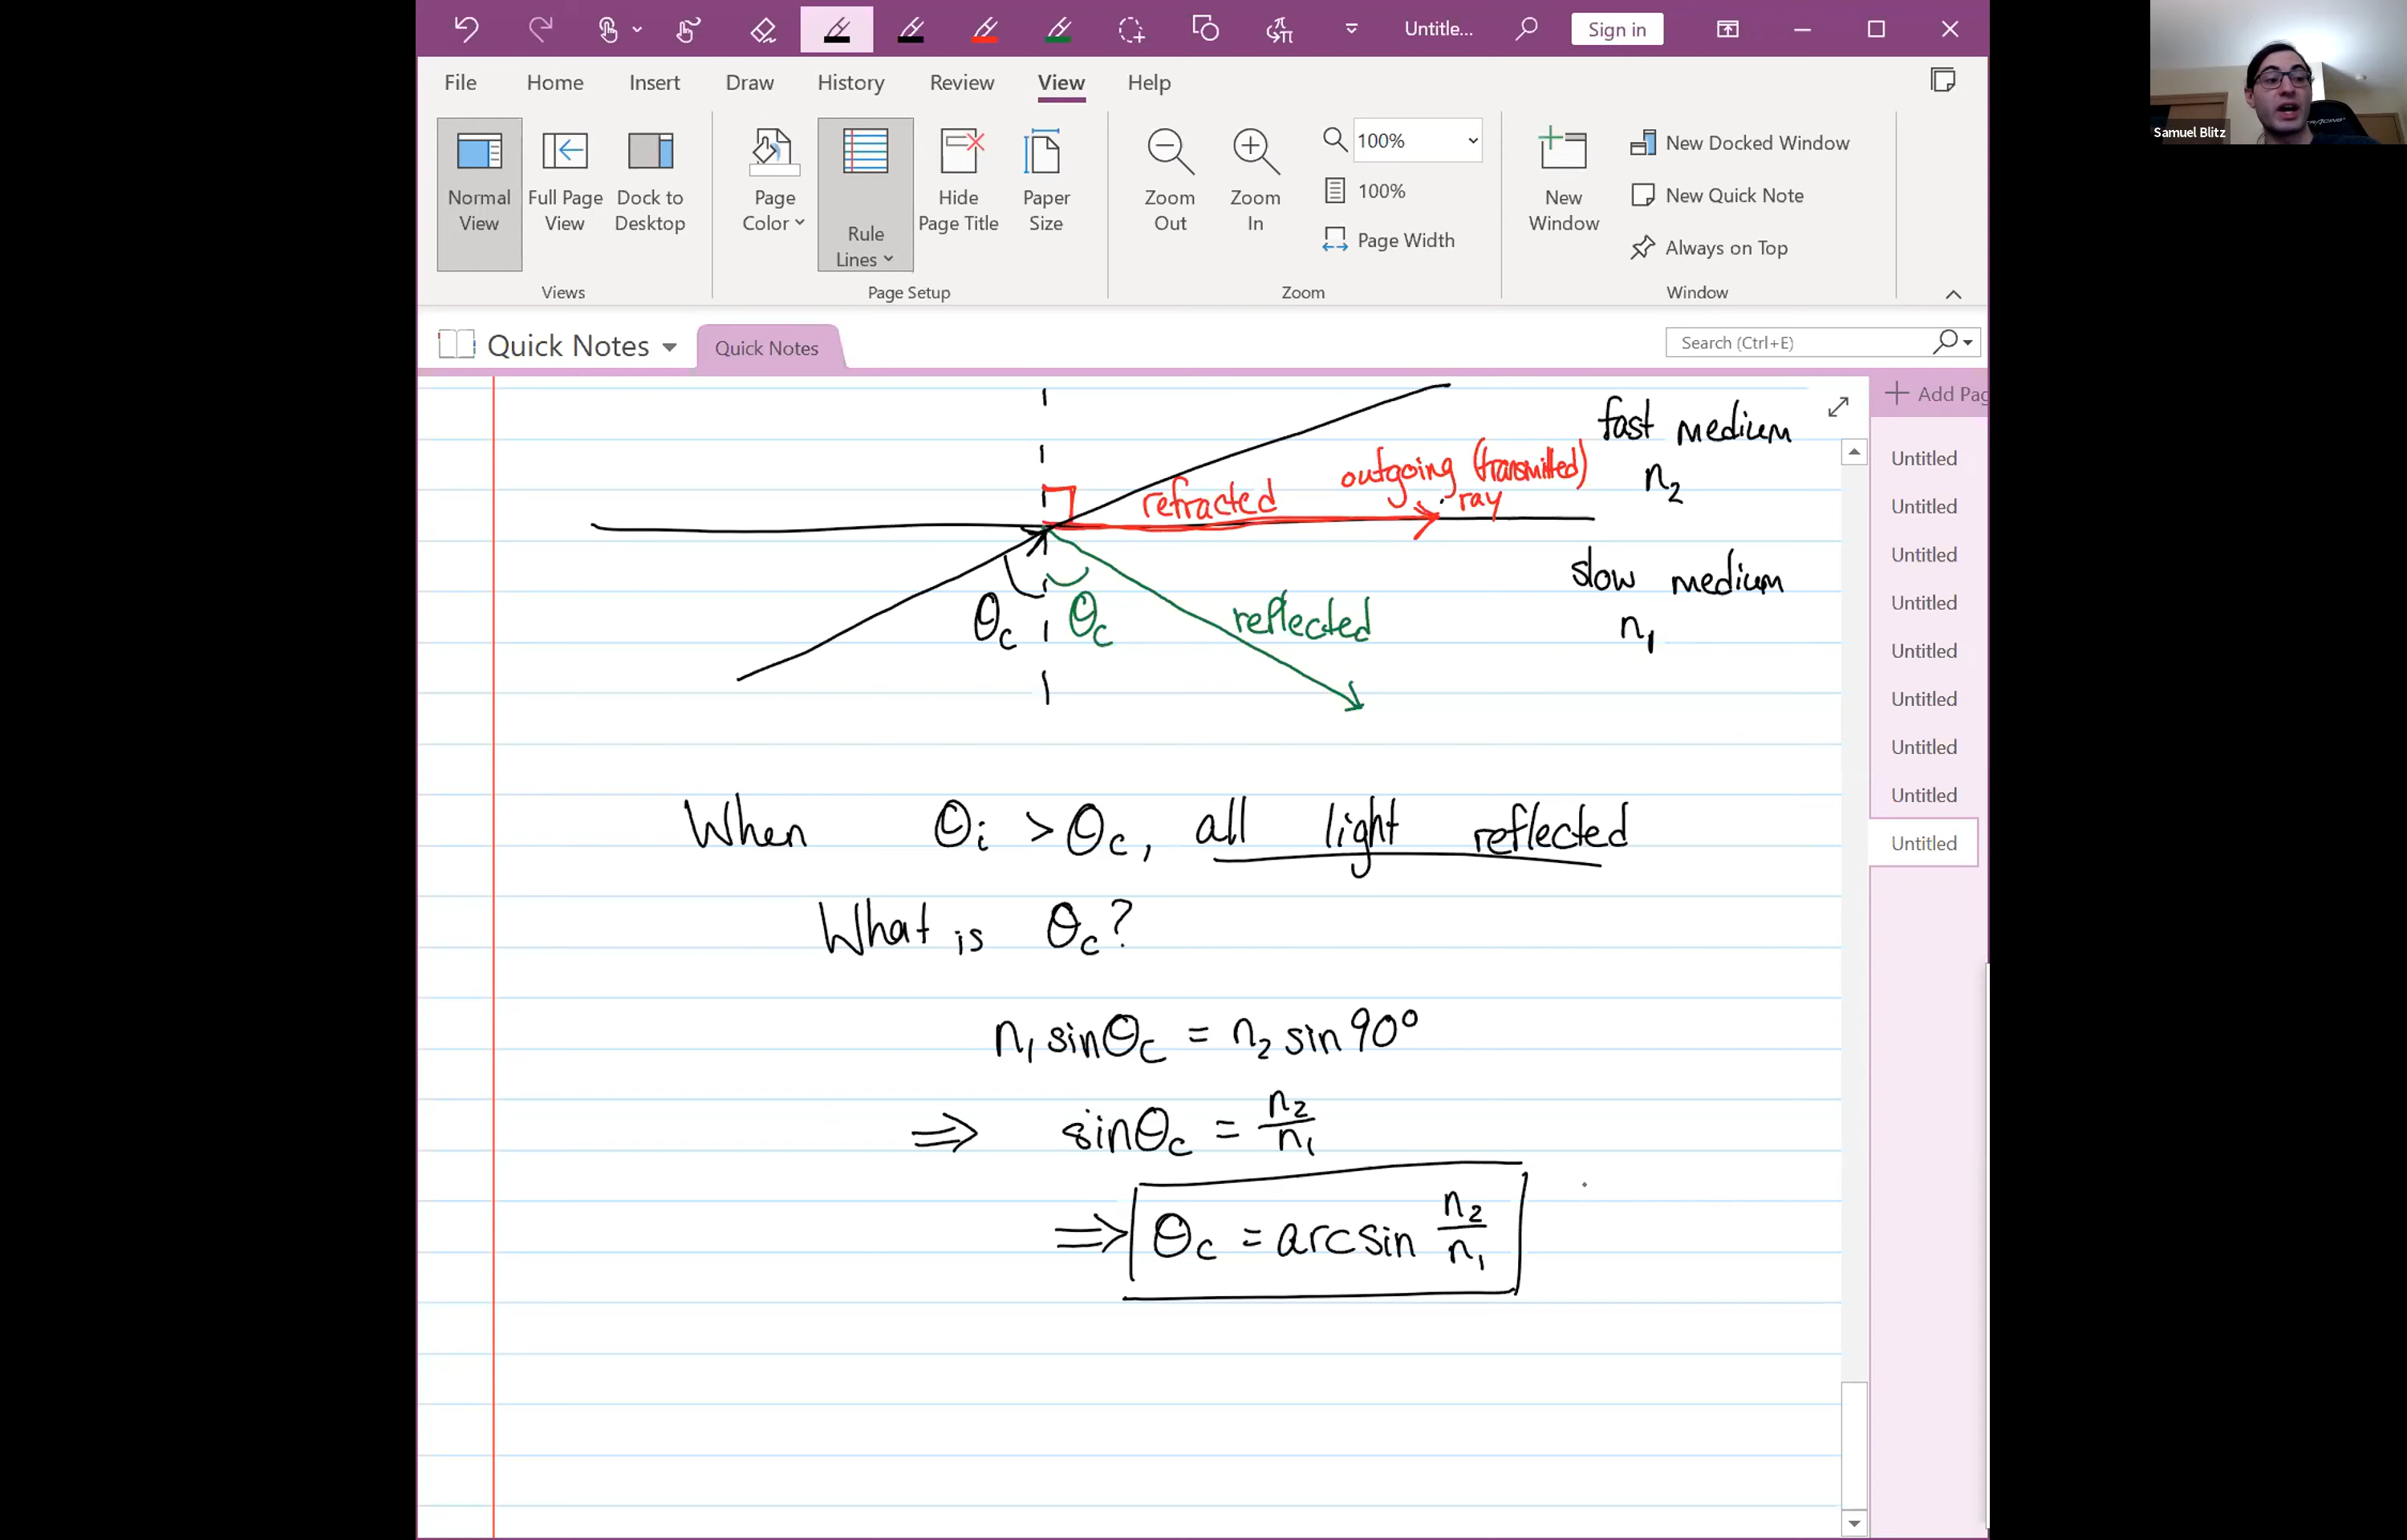 Untitle...
Sign in
File Home Insert Draw History Review View Help
Normal View
Full Page View
Dock to Desktop
Views
Page Color
Rule Lines
Hide Page Title
Paper Size
Page Setup
Zoom Out
Zoom In
100%
100%
Page Width
Zoom
New Window
New Docked Window
New Quick Note
Always on Top
Window
Quick Notes
Quick Notes
Search (Ctrl+E)
Add Pag
Untitled
Untitled
Untitled
Untitled
Untitled
Untitled
Untitled
Untitled
Untitled
Samuel Blitz
fast medium
n₂
outgoing (transmitted)
ray
refracted
slow medium
n₁
θc
θc
reflected
When θi > θc, all light reflected
What is θc?
n₁ sinθc = n₂ sin 90°
⇒ sinθc = n₂/n₁
⇒ θc = arcsin n₂/n₁